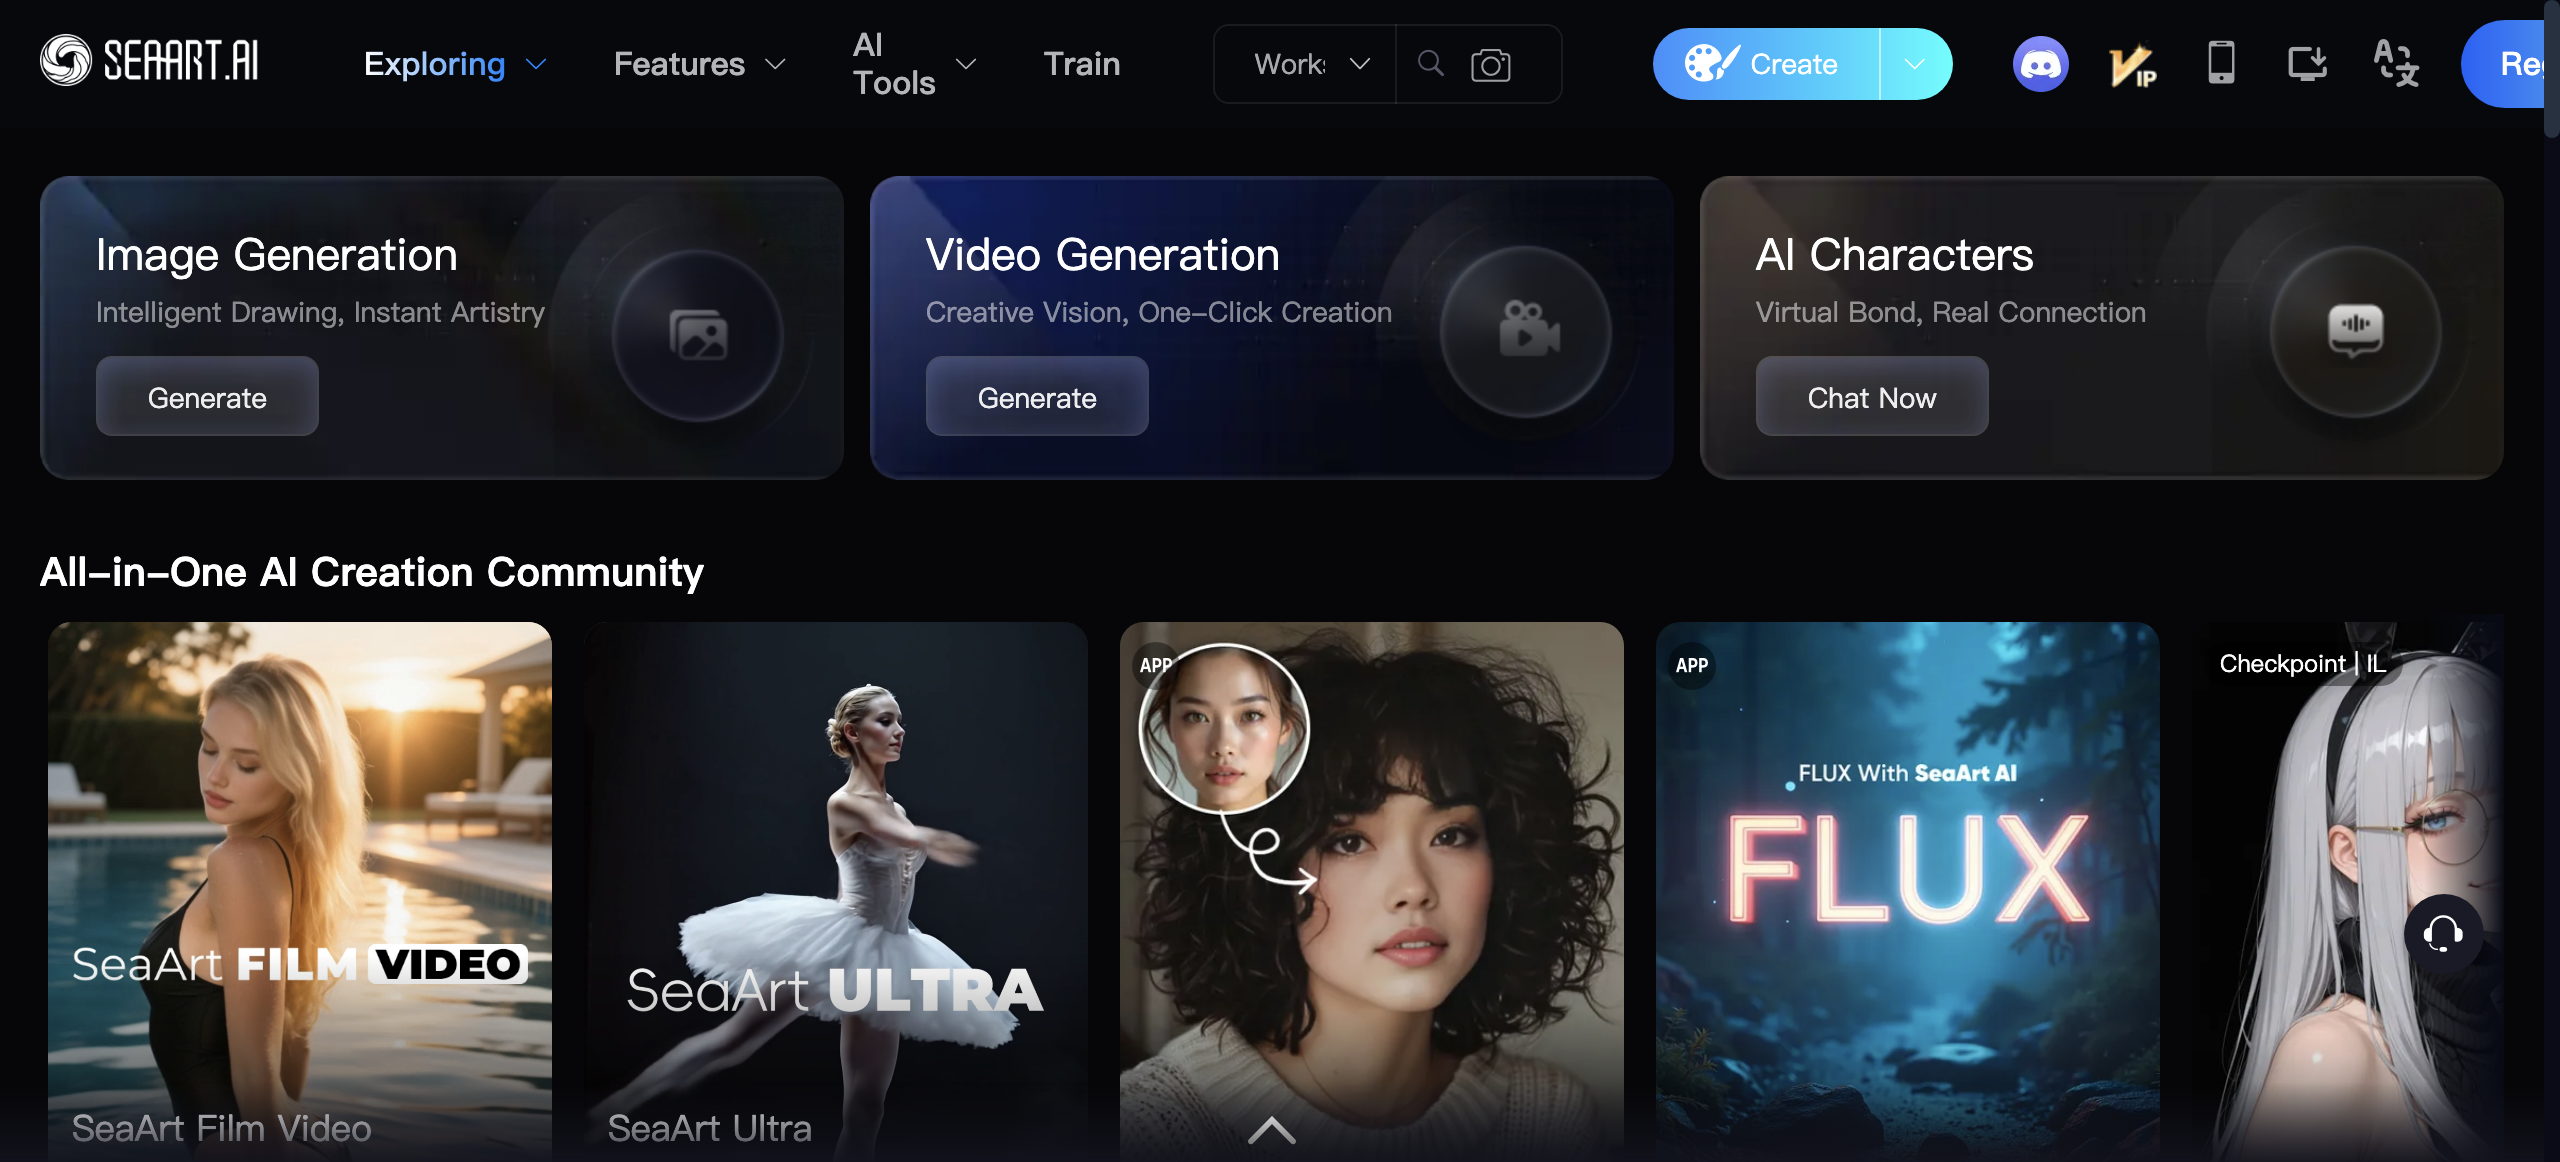 SEAART.AI
Exploring
Features
AI
Tools
Train
Create
VIP
Image Generation
Intelligent Drawing, Instant Artistry
Generate
Video Generation
Creative Vision, One-Click Creation
Generate
AI Characters
Virtual Bond, Real Connection
Chat Now
All-in-One AI Creation Community
SeaArt FILM VIDEO
SeaArt Film Video
SeaArt ULTRA
SeaArt Ultra
APP
APP
FLUX With SeaArt AI
FLUX
Checkpoint | IL